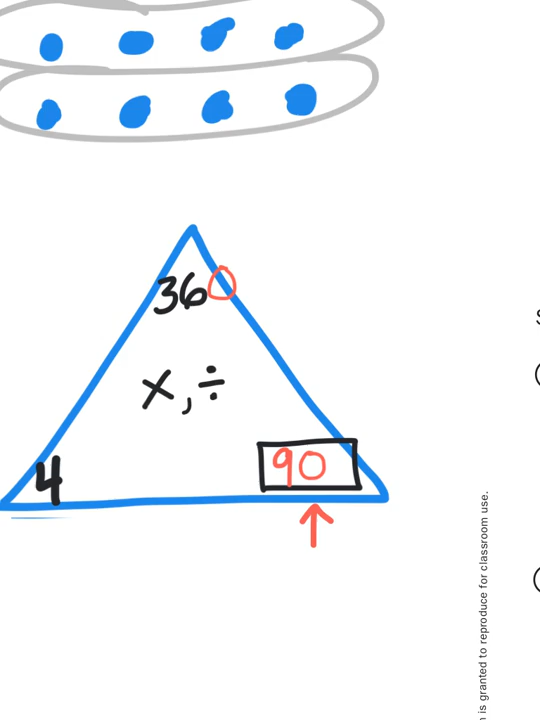 360
×, ÷
90
4
n is granted to reproduce for classroom use.